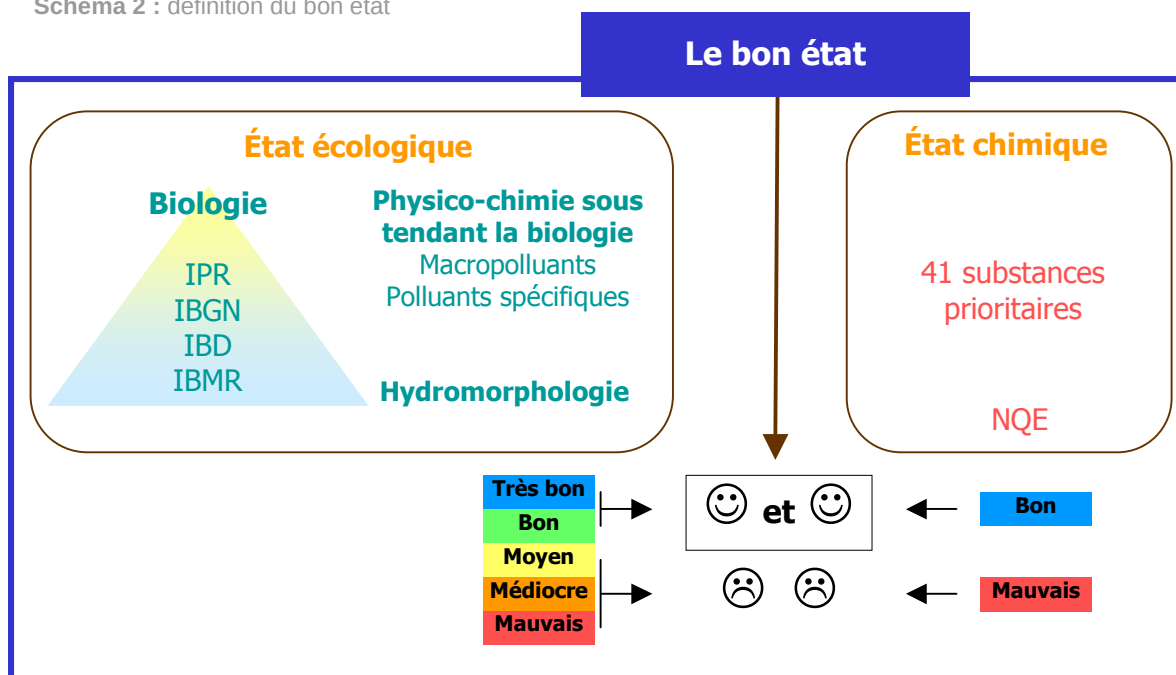 Schéma 2 : définition du bon état
Le bon état
État écologique
Biologie
IPR
IBGN
IBD
IBMR
Physico-chimie sous
tendant la biologie
Macropolluants
Polluants spécifiques
Hydromorphologie
État chimique
41 substances
prioritaires
NQE
Très bon
Bon
Moyen
Médiocre
Mauvais
et
Bon
Mauvais